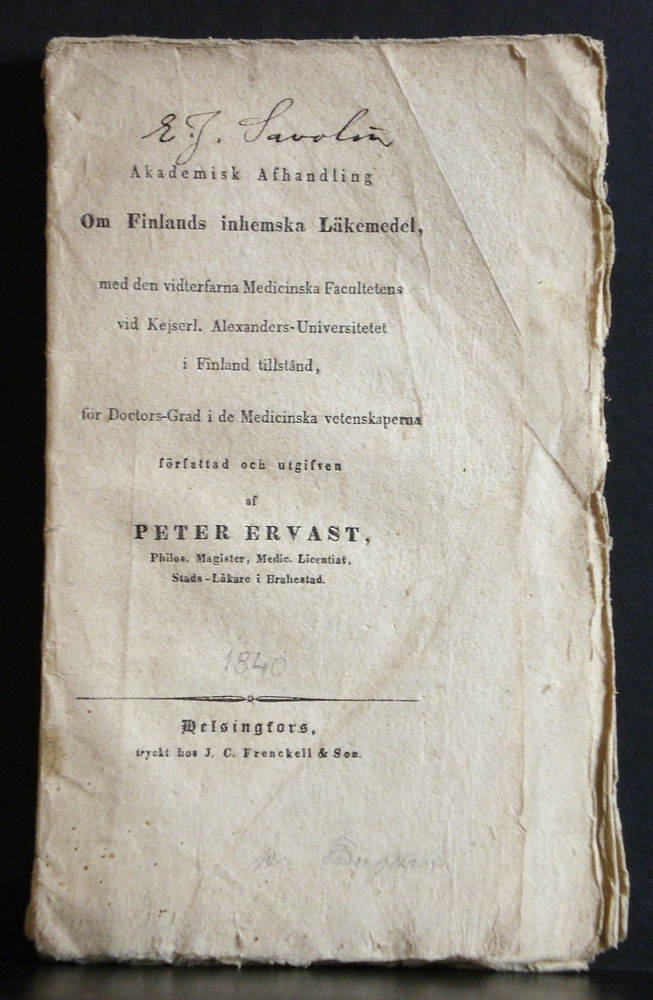 E. J. Savolin
Akademisk Afhandling
Om Finlands inhemska Läkemedel,
med den vidterfarna Medicinska Facultetens
vid Kejserl. Alexanders-Universitetet
i Finland tillstånd,
för Doctors-Grad i de Medicinska vetenskaperna
författad och utgifven
af
PETER ERVAST,
Philos. Magister, Medic. Licentiat,
Stads-Läkare i Brahestad.
1840
Helsingfors,
tryckt hos J. C. Frenckell & Son.